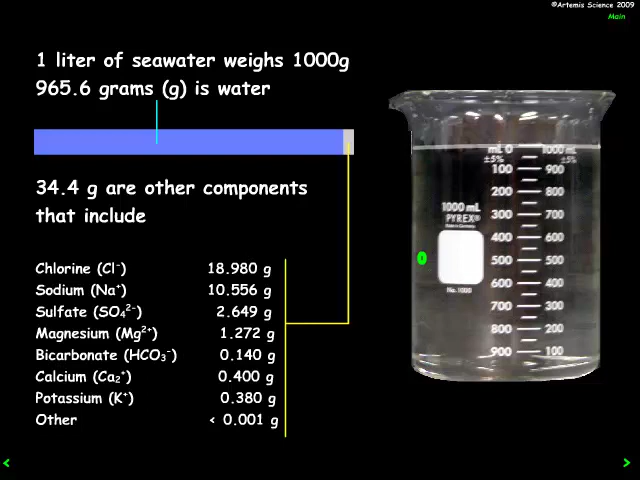 ©Artemis Science 2009
Main
1 liter of seawater weighs 1000g
965.6 grams (g) is water
34.4 g are other components
that include
Chlorine (Cl⁻) 18.980 g
Sodium (Na⁺) 10.556 g
Sulfate (SO₄²⁻) 2.649 g
Magnesium (Mg²⁺) 1.272 g
Bicarbonate (HCO₃⁻) 0.140 g
Calcium (Ca₂⁺) 0.400 g
Potassium (K⁺) 0.380 g
Other < 0.001 g
mL 0 1000 mL
±5% ±5%
100 900
200 800
300 700
400 600
500 500
600 400
700 300
800 200
900 100
1000 mL
PYREX®
No. 1000
0
< >